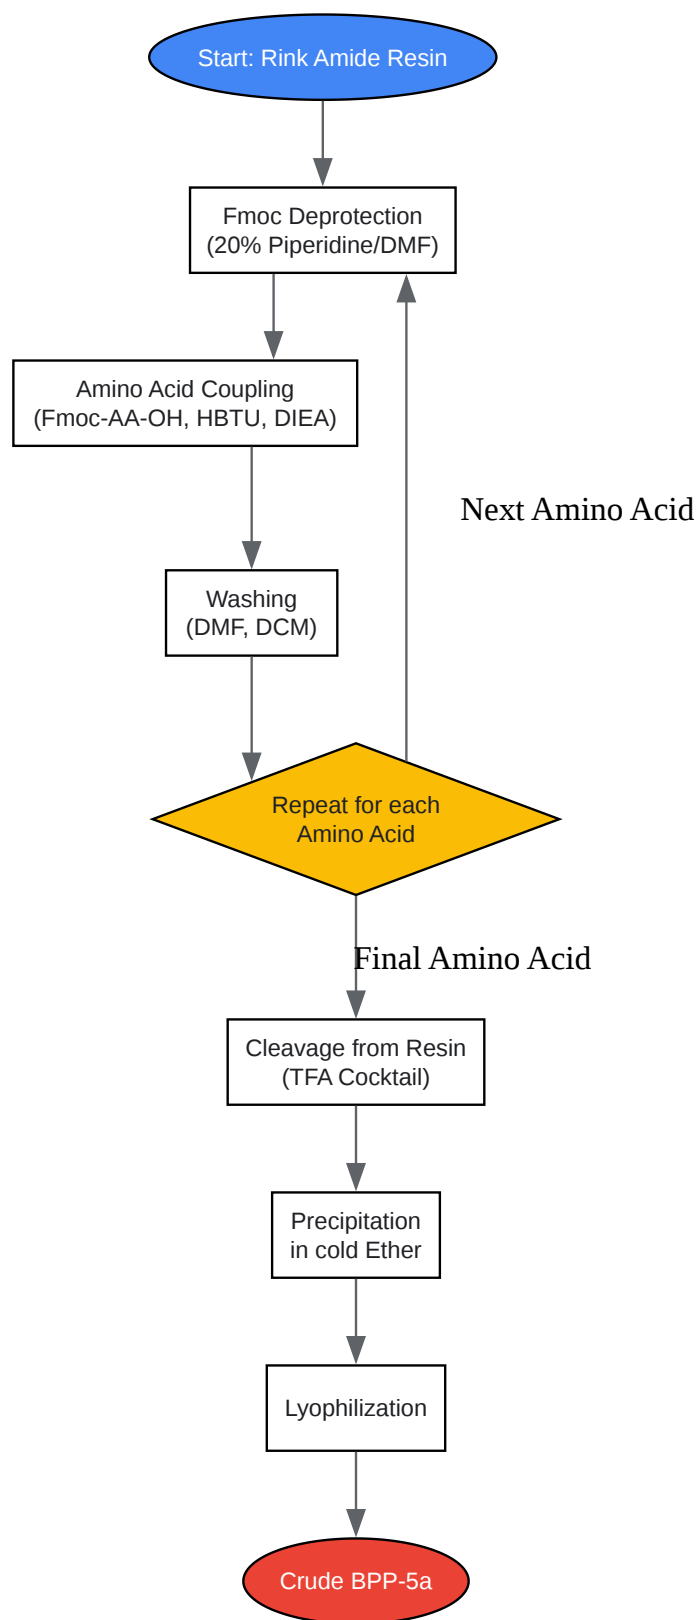 Start: Rink Amide Resin
Fmoc Deprotection
(20% Piperidine/DMF)
Amino Acid Coupling
(Fmoc-AA-OH, HBTU, DIEA)
Next Amino Acid
Washing
(DMF, DCM)
Repeat for each
Amino Acid
Final Amino Acid
Cleavage from Resin
(TFA Cocktail)
Precipitation
in cold Ether
Lyophilization
Crude BPP-5a